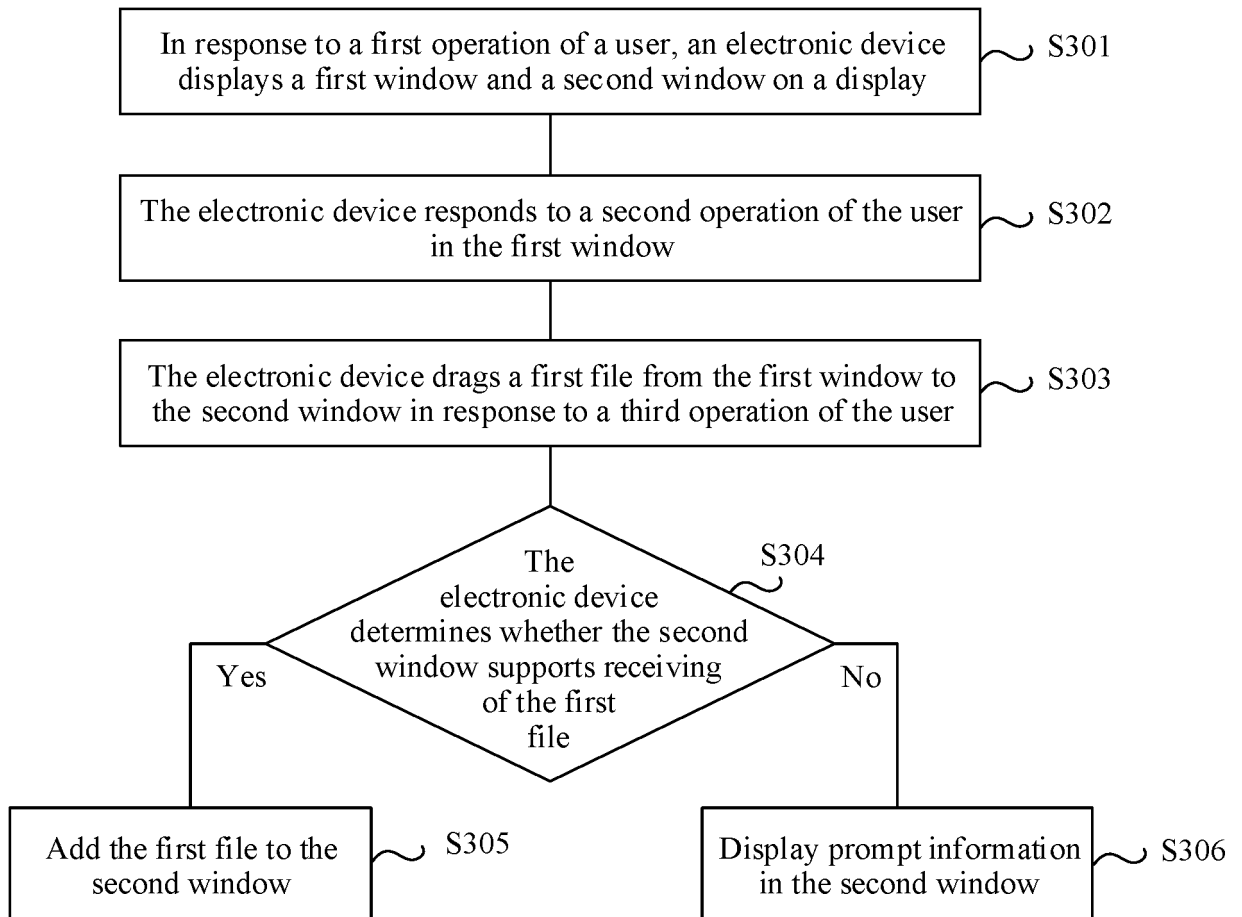 In response to a first operation of a user, an electronic device
displays a first window and a second window on a display
S301
The electronic device responds to a second operation of the user
in the first window
S302
The electronic device drags a first file from the first window to
the second window in response to a third operation of the user
S303
The
electronic device
determines whether the second
window supports receiving
of the first
file
S304
Yes
No
Add the first file to the
second window
S305
Display prompt information
in the second window
S306